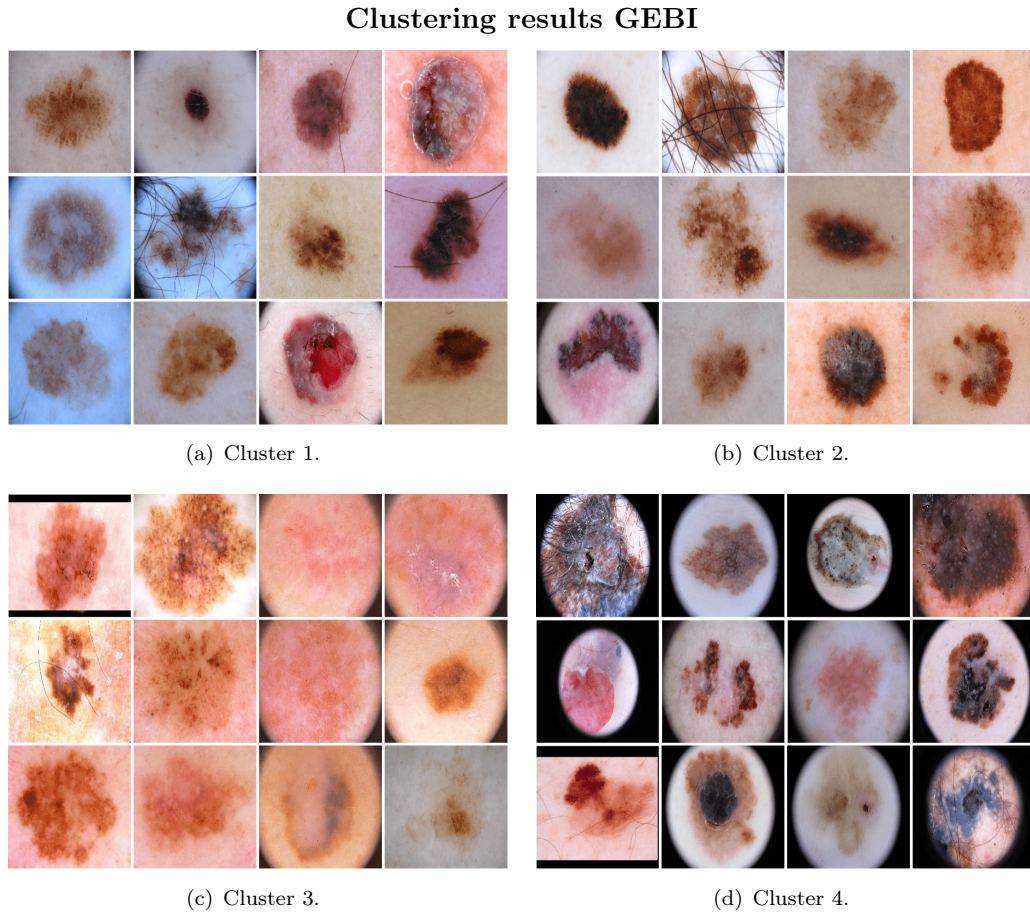 Clustering results GEBI
(a) Cluster 1.
(b) Cluster 2.
(c) Cluster 3.
(d) Cluster 4.